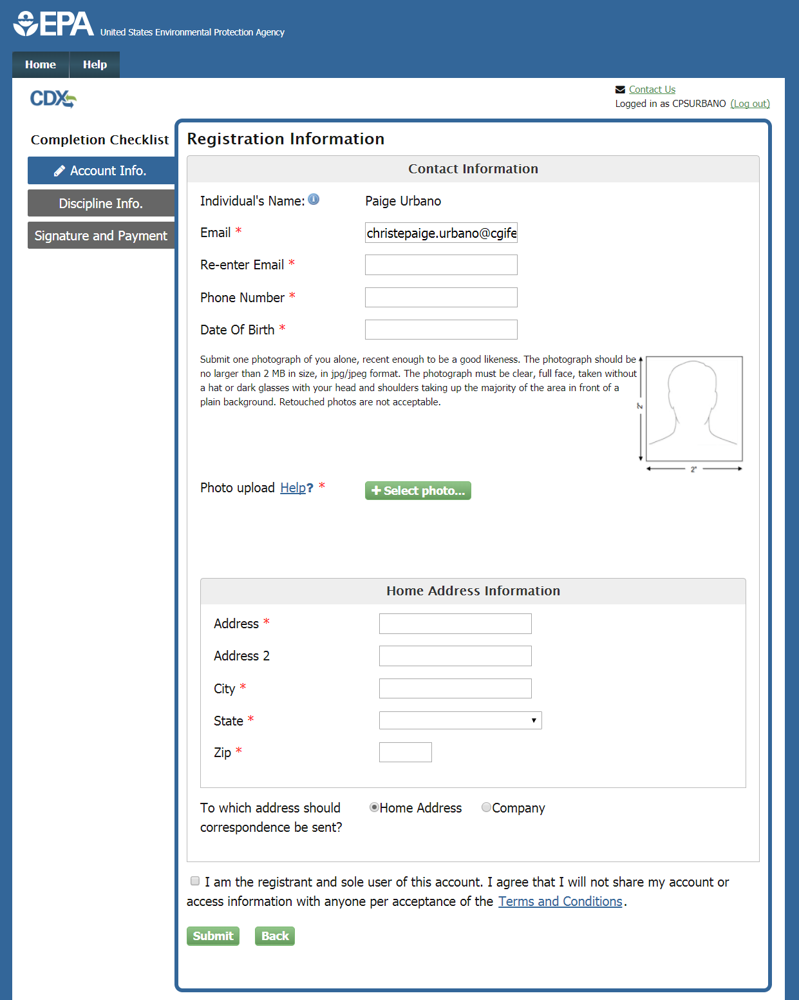 EPA United States Environmental Protection Agency
Home Help
CDX
Contact Us
Logged in as CPSURBANO (Log out)
Completion Checklist
Account Info.
Discipline Info.
Signature and Payment
Registration Information
Contact Information
Individual's Name: Paige Urbano
Email * christepaige.urbano@cgife
Re-enter Email *
Phone Number *
Date Of Birth *
Submit one photograph of you alone, recent enough to be a good likeness. The photograph should be
no larger than 2 MB in size, in jpg/jpeg format. The photograph must be clear, full face, taken without
a hat or dark glasses with your head and shoulders taking up the majority of the area in front of a
plain background. Retouched photos are not acceptable.
2"
2"
Photo upload Help? * + Select photo...
Home Address Information
Address *
Address 2
City *
State *
Zip *
To which address should
correspondence be sent?
Home Address Company
I am the registrant and sole user of this account. I agree that I will not share my account or
access information with anyone per acceptance of the Terms and Conditions.
Submit Back